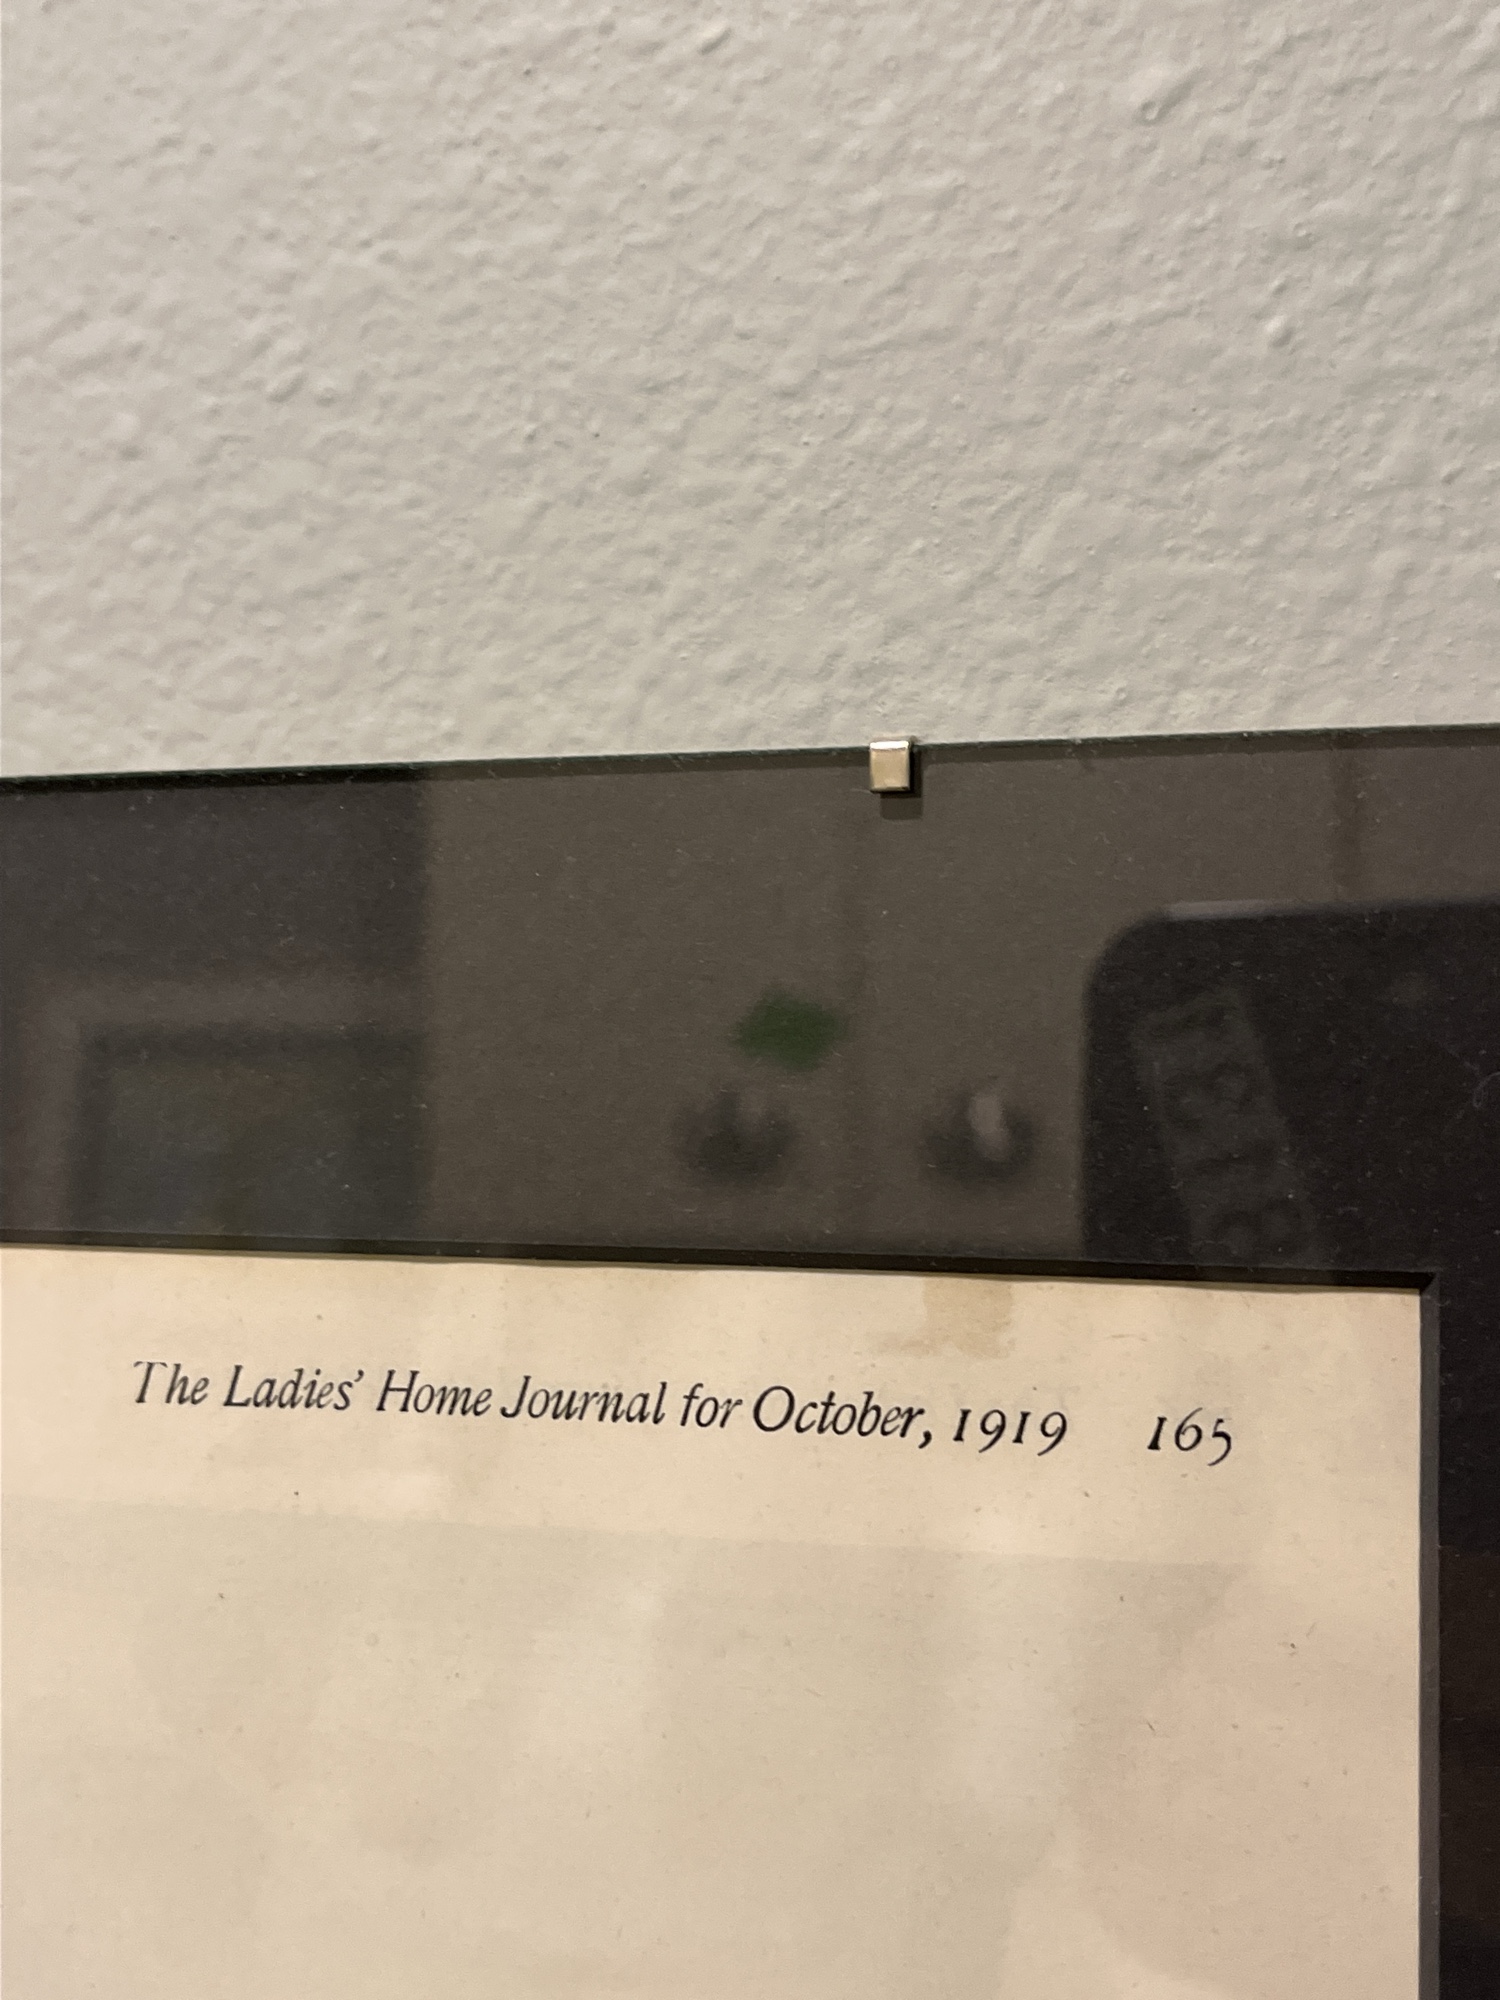 The Ladies' Home Journal for October, 1919 165